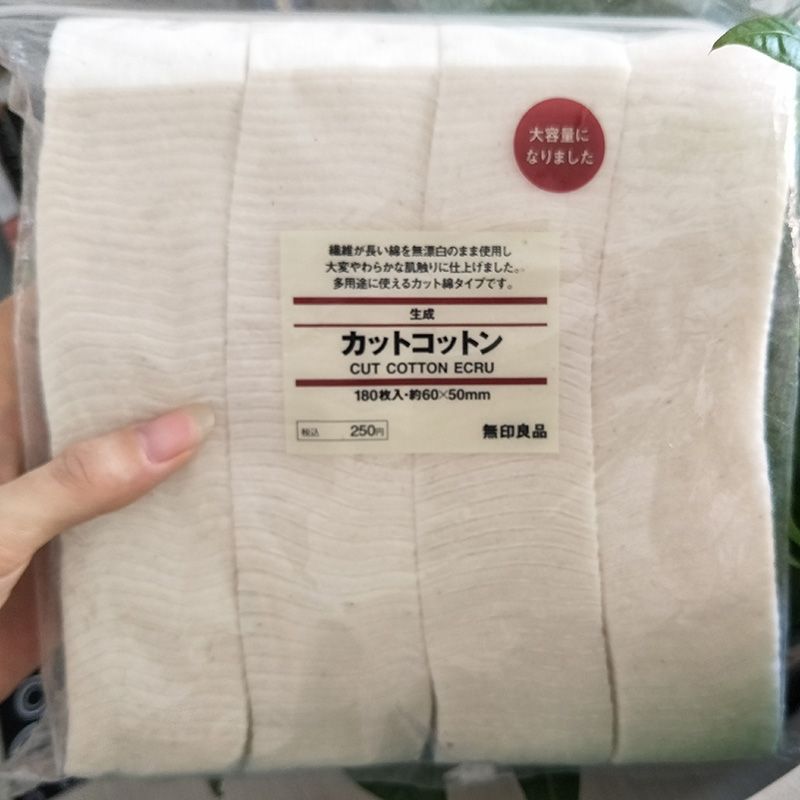 大容量に
なりました
繊維が長い綿を無漂白のまま使用し
大変やわらかな肌触りに仕上げました。
多用途に使えるカット綿タイプです。
生成
カットコットン
CUT COTTON ECRU
180枚入・約60×50mm
税込 250円
無印良品